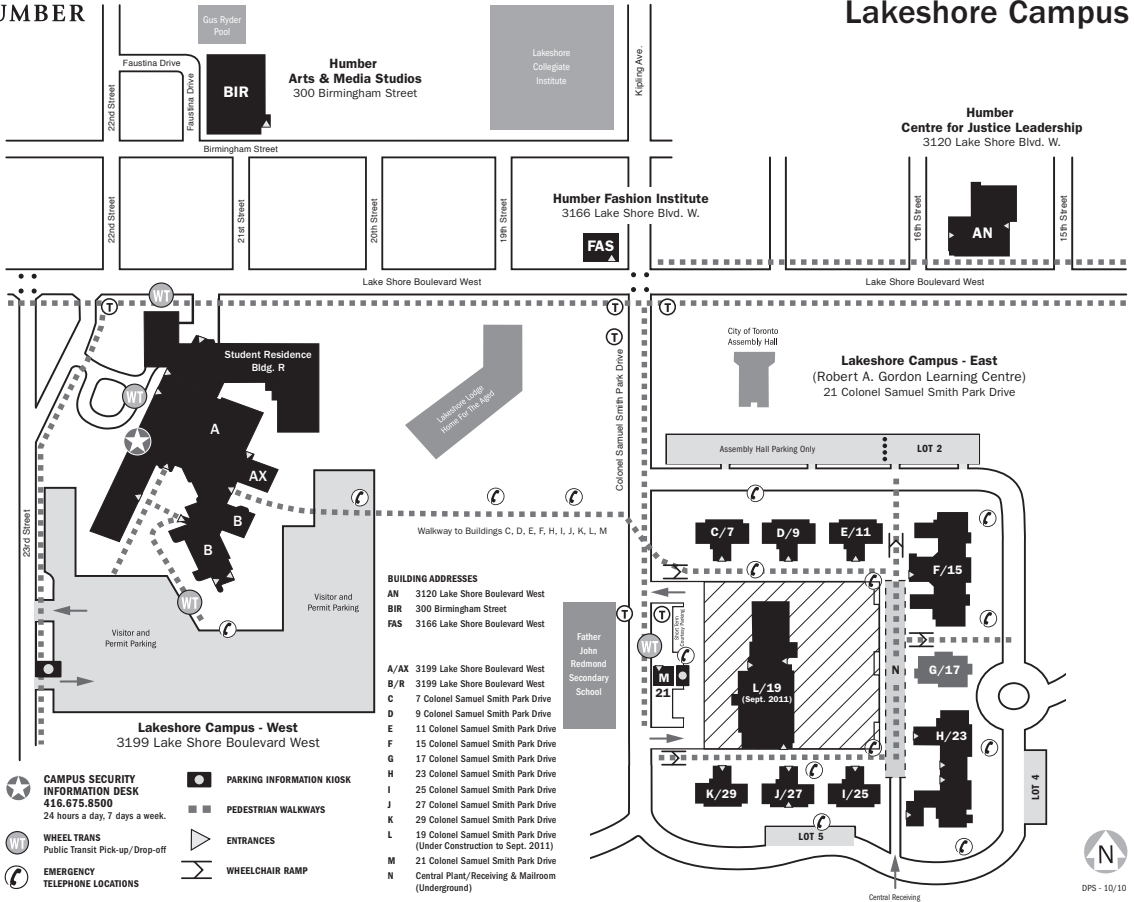 UMBER
Lakeshore Campus
Gus Ryder
Pool
Faustina Drive
22nd Street
Faustina Drive
BIR
Humber
Arts & Media Studios
300 Birmingham Street
Lakeshore
Collegiate
Institute
Kipling Ave.
Birmingham Street
Humber
Centre for Justice Leadership
3120 Lake Shore Blvd. W.
22nd Street
21st Street
20th Street
19th Street
Humber Fashion Institute
3166 Lake Shore Blvd. W.
FAS
16th Street
AN
15th Street
Lake Shore Boulevard West
Lake Shore Boulevard West
WT
T
T
T
T
Student Residence
Bldg. R
WT
A
AX
B
B
Lakeshore Lodge
Home For The Aged
Colonel Samuel Smith Park Drive
City of Toronto
Assembly Hall
Lakeshore Campus - East
(Robert A. Gordon Learning Centre)
21 Colonel Samuel Smith Park Drive
Assembly Hall Parking Only
LOT 2
23rd Street
Walkway to Buildings C, D, E, F, H, I, J, K, L, M
C/7
D/9
E/11
F/15
WT
Visitor and
Permit Parking
Visitor and
Permit Parking
Lakeshore Campus - West
3199 Lake Shore Boulevard West
BUILDING ADDRESSES
AN 3120 Lake Shore Boulevard West
BIR 300 Birmingham Street
FAS 3166 Lake Shore Boulevard West
A/AX 3199 Lake Shore Boulevard West
B/R 3199 Lake Shore Boulevard West
C 7 Colonel Samuel Smith Park Drive
D 9 Colonel Samuel Smith Park Drive
E 11 Colonel Samuel Smith Park Drive
F 15 Colonel Samuel Smith Park Drive
G 17 Colonel Samuel Smith Park Drive
H 23 Colonel Samuel Smith Park Drive
I 25 Colonel Samuel Smith Park Drive
J 27 Colonel Samuel Smith Park Drive
K 29 Colonel Samuel Smith Park Drive
L 19 Colonel Samuel Smith Park Drive
(Under Construction to Sept. 2011)
M 21 Colonel Samuel Smith Park Drive
N Central Plant/Receiving & Mailroom
(Underground)
Father
John
Redmond
Secondary
School
T
T
Short term
Courtesy Parking
WT
M
21
L/19
(Sept. 2011)
N
G/17
H/23
K/29
J/27
I/25
LOT 5
LOT 4
Central Receiving
CAMPUS SECURITY
INFORMATION DESK
416.675.8500
24 hours a day, 7 days a week.
WT
WHEEL TRANS
Public Transit Pick-up/Drop-off
EMERGENCY
TELEPHONE LOCATIONS
PARKING INFORMATION KIOSK
PEDESTRIAN WALKWAYS
ENTRANCES
WHEELCHAIR RAMP
N
DPS - 10/10